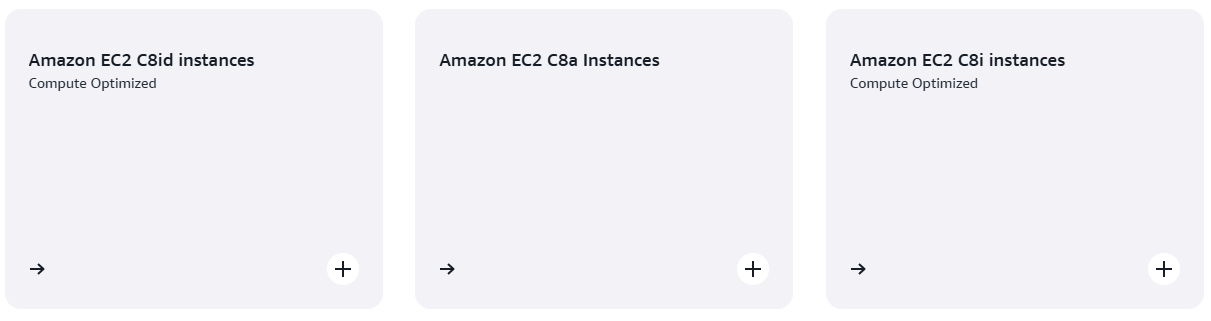 Amazon EC2 C8id instances
Compute Optimized
Amazon EC2 C8a Instances
Amazon EC2 C8i instances
Compute Optimized